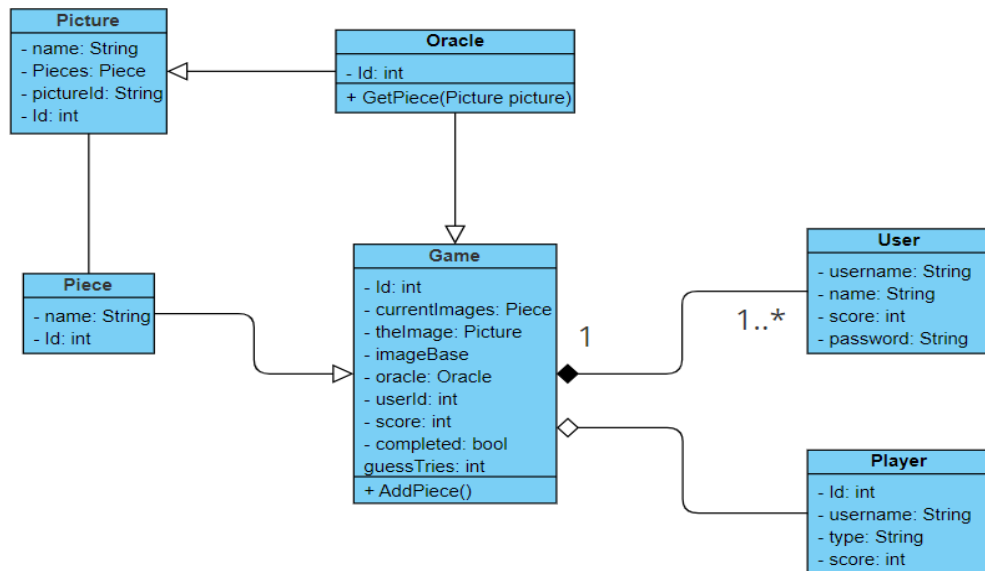 Picture
- name: String
- Pieces: Piece
- pictureId: String
- Id: int
Oracle
- Id: int
+ GetPiece(Picture picture)
Piece
- name: String
- Id: int
Game
- Id: int
- currentImages: Piece
- theImage: Picture
- imageBase
- oracle: Oracle
- userId: int
- score: int
- completed: bool
guessTries: int
+ AddPiece()
1
1..*
User
- username: String
- name: String
- score: int
- password: String
Player
- Id: int
- username: String
- type: String
- score: int